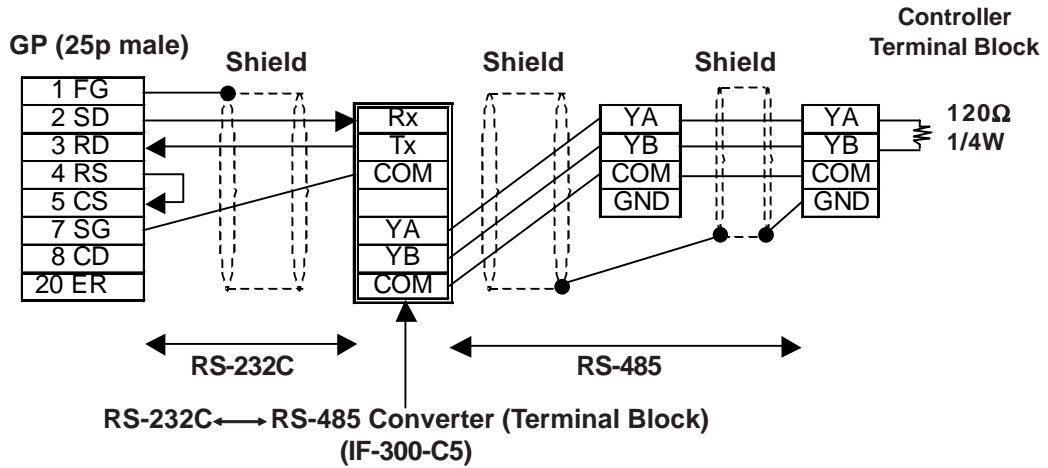 Controller
Terminal Block
GP (25p male)
Shield
Shield
Shield
1 FG
2 SD
3 RD
4 RS
5 CS
7 SG
8 CD
20 ER
Rx
Tx
COM
YA
YB
COM
YA
YB
COM
GND
YA
YB
COM
GND
120Ω
1/4W
RS-232C
RS-485
RS-232C⟷RS-485 Converter (Terminal Block)
(IF-300-C5)